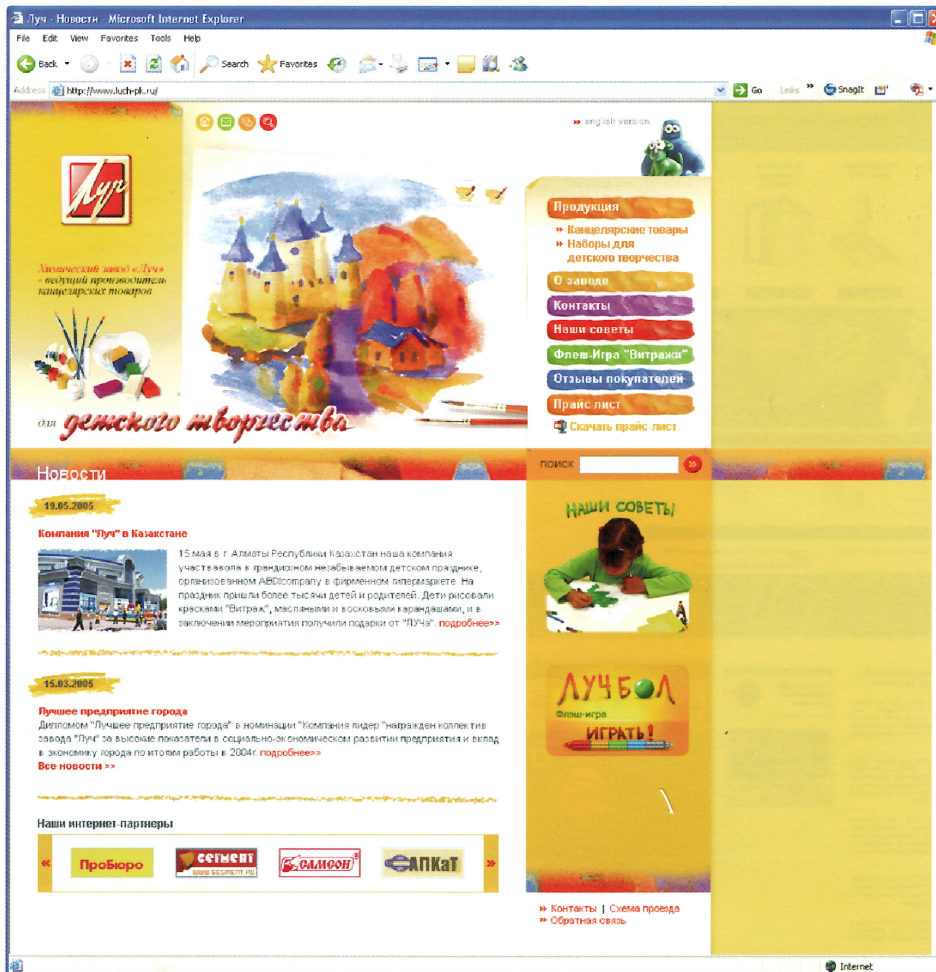 Луч - Новости - Microsoft Internet Explorer
File Edit View Favorites Tools Help
Back Search Favorites
Address http://www.luch-pk.ru/ Go Links » SnagIt
» english version
Луч
Химический завод «Луч»
- ведущий производитель
канцелярских товаров
для детского творчества
Продукция
» Канцелярские товары
» Наборы для
детского творчества
О заводе
Контакты
Наши советы
Флеш-Игра "Витражи"
Отзывы покупателей
Прайс лист
Скачать прайс-лист
Новости
поиск »
19.05.2005
Компания "Луч" в Казахстане
15 мая в г. Алматы Республики Казахстан наша компания
участвовала в грандиозном незабываемом детском празднике,
организованном ABDIcompany в фирменном гипермаркете. На
праздник пришли более тысячи детей и родителей. Дети рисовали
красками "Витраж", масляными и восковыми карандашами, и в
заключении мероприятия получили подарки от "ЛУЧа". подробнее»»
15.03.2005
Лучшее предприятие города
Дипломом "Лучшее предприятие города" в номинации "Компания лидер "награжден коллектив
завода "Луч" за высокие показатели в социально-экономическом развитии предприятия и вклад
в экономику города по итогам работы в 2004г. подробнее»»
Все новости »»
Наши интернет-партнеры
« ПроБюро СЕГМЕНТ САМСОН® САПКАТ »
WWW.SEGMENT.RU
НАШИ СОВЕТЫ
ЛУЧБОЛ
Флэш-игра
ИГРАТЬ!
» Контакты | Схема проезда
» Обратная связь
Internet